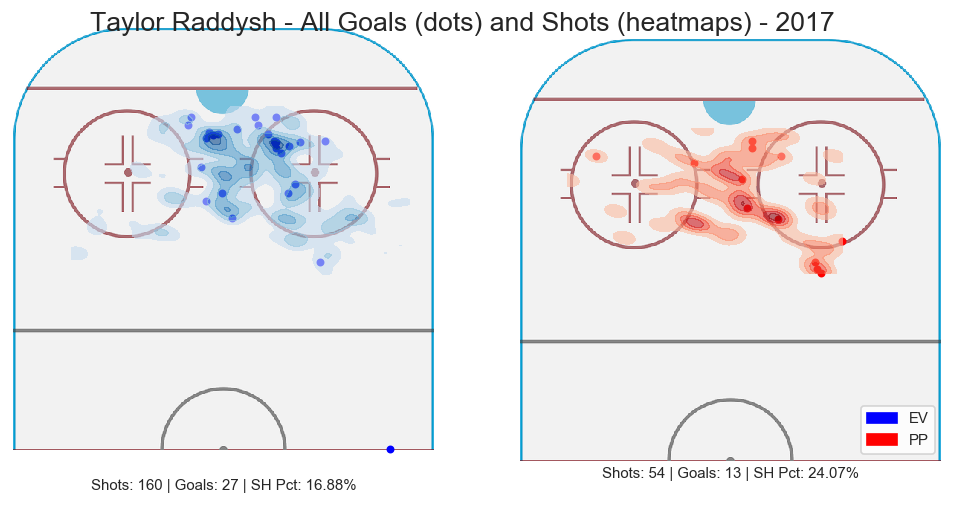 Taylor Raddysh - All Goals (dots) and Shots (heatmaps) - 2017
EV
PP
Shots: 160 | Goals: 27 | SH Pct: 16.88%
Shots: 54 | Goals: 13 | SH Pct: 24.07%